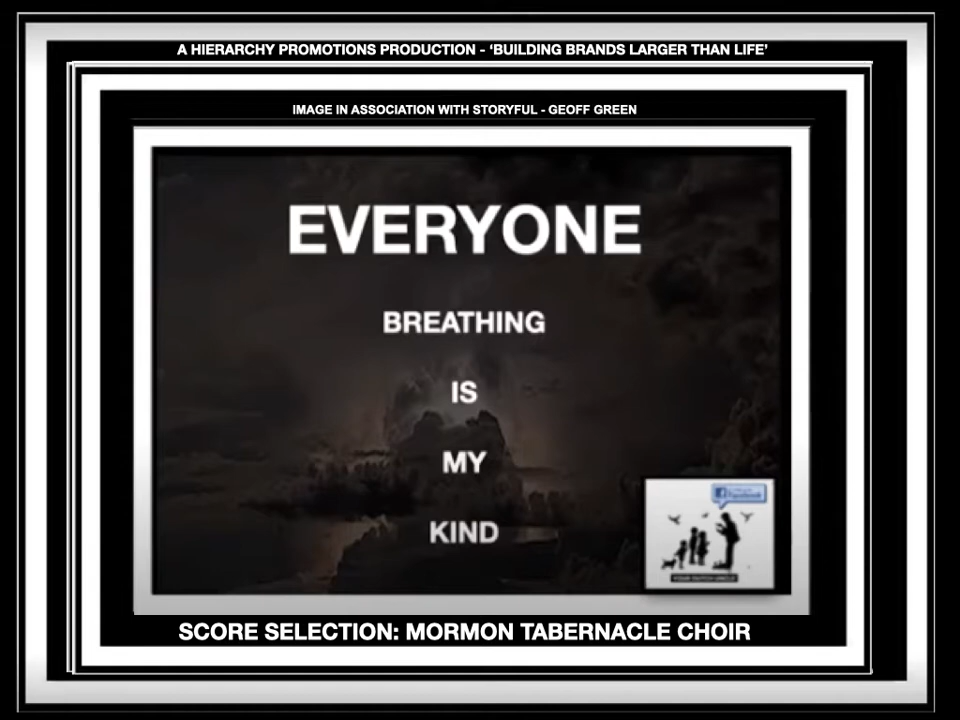 A HIERARCHY PROMOTIONS PRODUCTION - ‘BUILDING BRANDS LARGER THAN LIFE’
IMAGE IN ASSOCIATION WITH STORYFUL - GEOFF GREEN
EVERYONE
BREATHING
IS
MY
KIND
SCORE SELECTION: MORMON TABERNACLE CHOIR